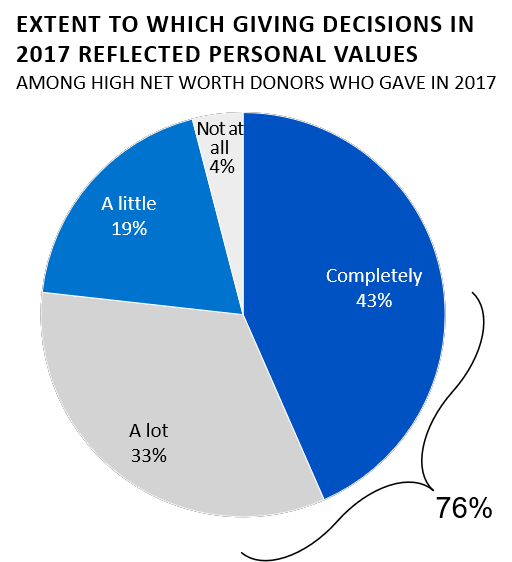 EXTENT TO WHICH GIVING DECISIONS IN
2017 REFLECTED PERSONAL VALUES
AMONG HIGH NET WORTH DONORS WHO GAVE IN 2017
Not at
all
4%
A little
19%
Completely
43%
A lot
33%
76%